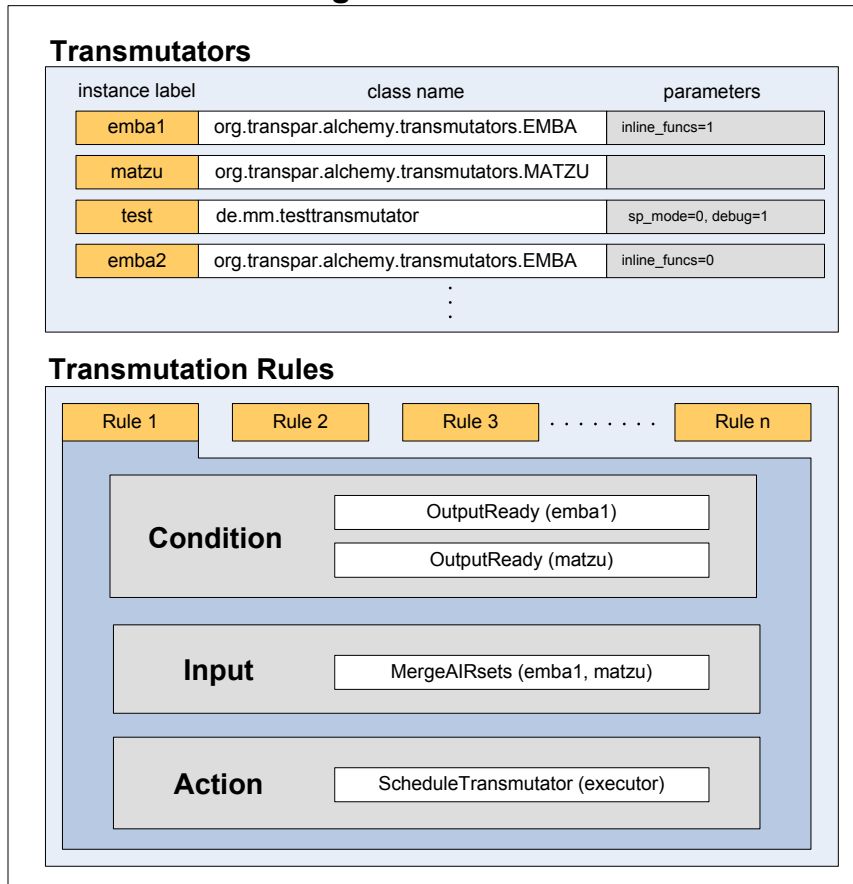 Transmutators
instance label class name parameters
emba1 org.transpar.alchemy.transmutators.EMBA inline_funcs=1
matzu org.transpar.alchemy.transmutators.MATZU
test de.mm.testtransmutator sp_mode=0, debug=1
emba2 org.transpar.alchemy.transmutators.EMBA inline_funcs=0
Transmutation Rules
Rule 1 Rule 2 Rule 3 . . . . . . . . Rule n
Condition
OutputReady (emba1)
OutputReady (matzu)
Input
MergeAIRsets (emba1, matzu)
Action
ScheduleTransmutator (executor)